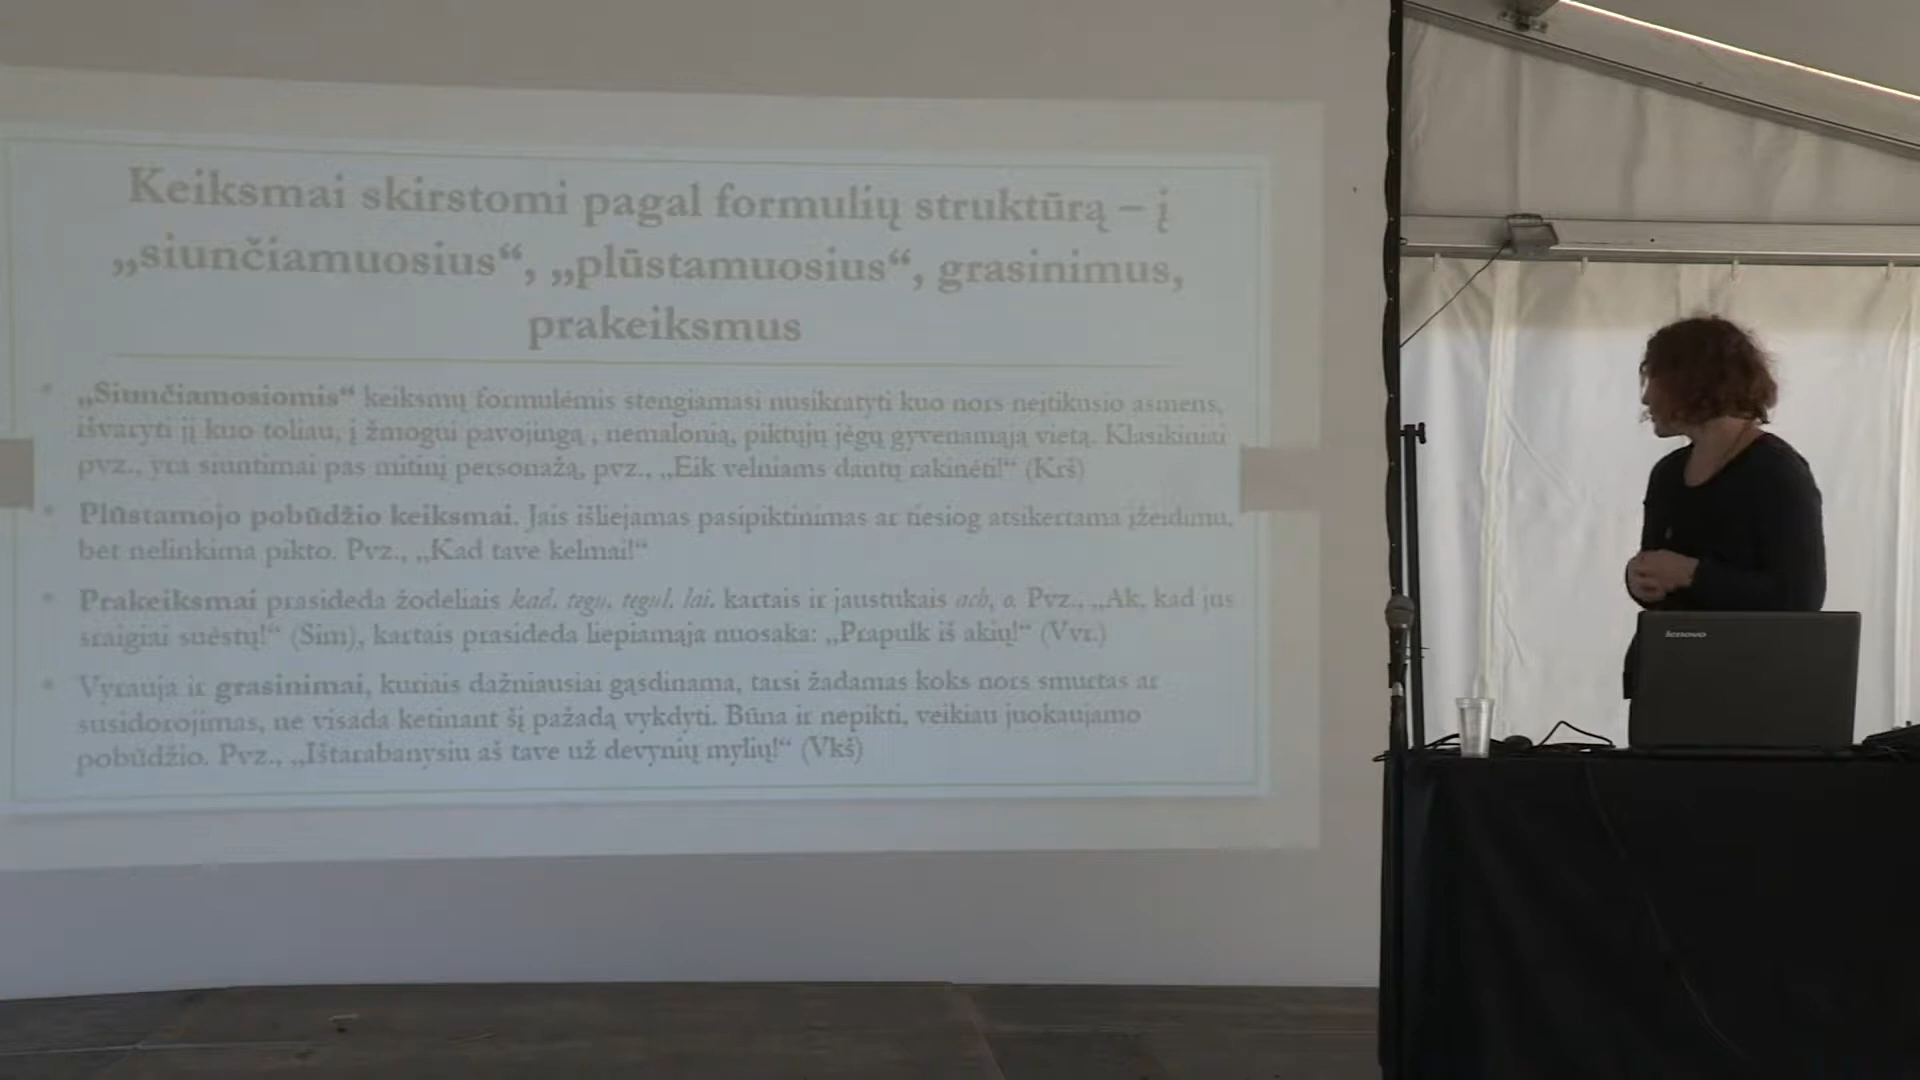 Keiksmai skirstomi pagal formulių struktūrą – į
„siunčiamuosius“, „plūstamuosius“, grasinimus,
prakeiksmus
„Siunčiamosiomis“ keiksmų formulėmis stengiamasi nusikratyti kuo nors neįtikusio asmens,
išvaryti jį kuo toliau, į žmogui pavojingą , nemalonią, piktųjų jėgų gyvenamąją vietą. Klasikiniai
pvz., yra siuntimai pas mitinį personažą, pvz., „Eik velniams dantų rakinėti!“ (Krš)
Plūstamojo pobūdžio keiksmai. Jais išliejamas pasipiktinimas ar tiesiog atsikertama įžeidimu,
bet nelinkima pikto. Pvz., „Kad tave kelmai!“
Prakeiksmai prasideda žodeliais kad, tegu, tegul, lai, kartais ir jaustukais ach, o. Pvz., „Ak, kad jus
sraigiai suėstų!“ (Sim), kartais prasideda liepiamąja nuosaka: „Prapulk iš akių!“ (Vvr.)
Vyrauja ir grasinimai, kuriais dažniausiai gąsdinama, tarsi žadamas koks nors smurtas ar
susidorojimas, ne visada ketinant šį pažadą vykdyti. Būna ir nepikti, veikiau juokaujamo
pobūdžio. Pvz., „Ištarabanysiu aš tave už devynių mylių!“ (Vkš)
lenovo